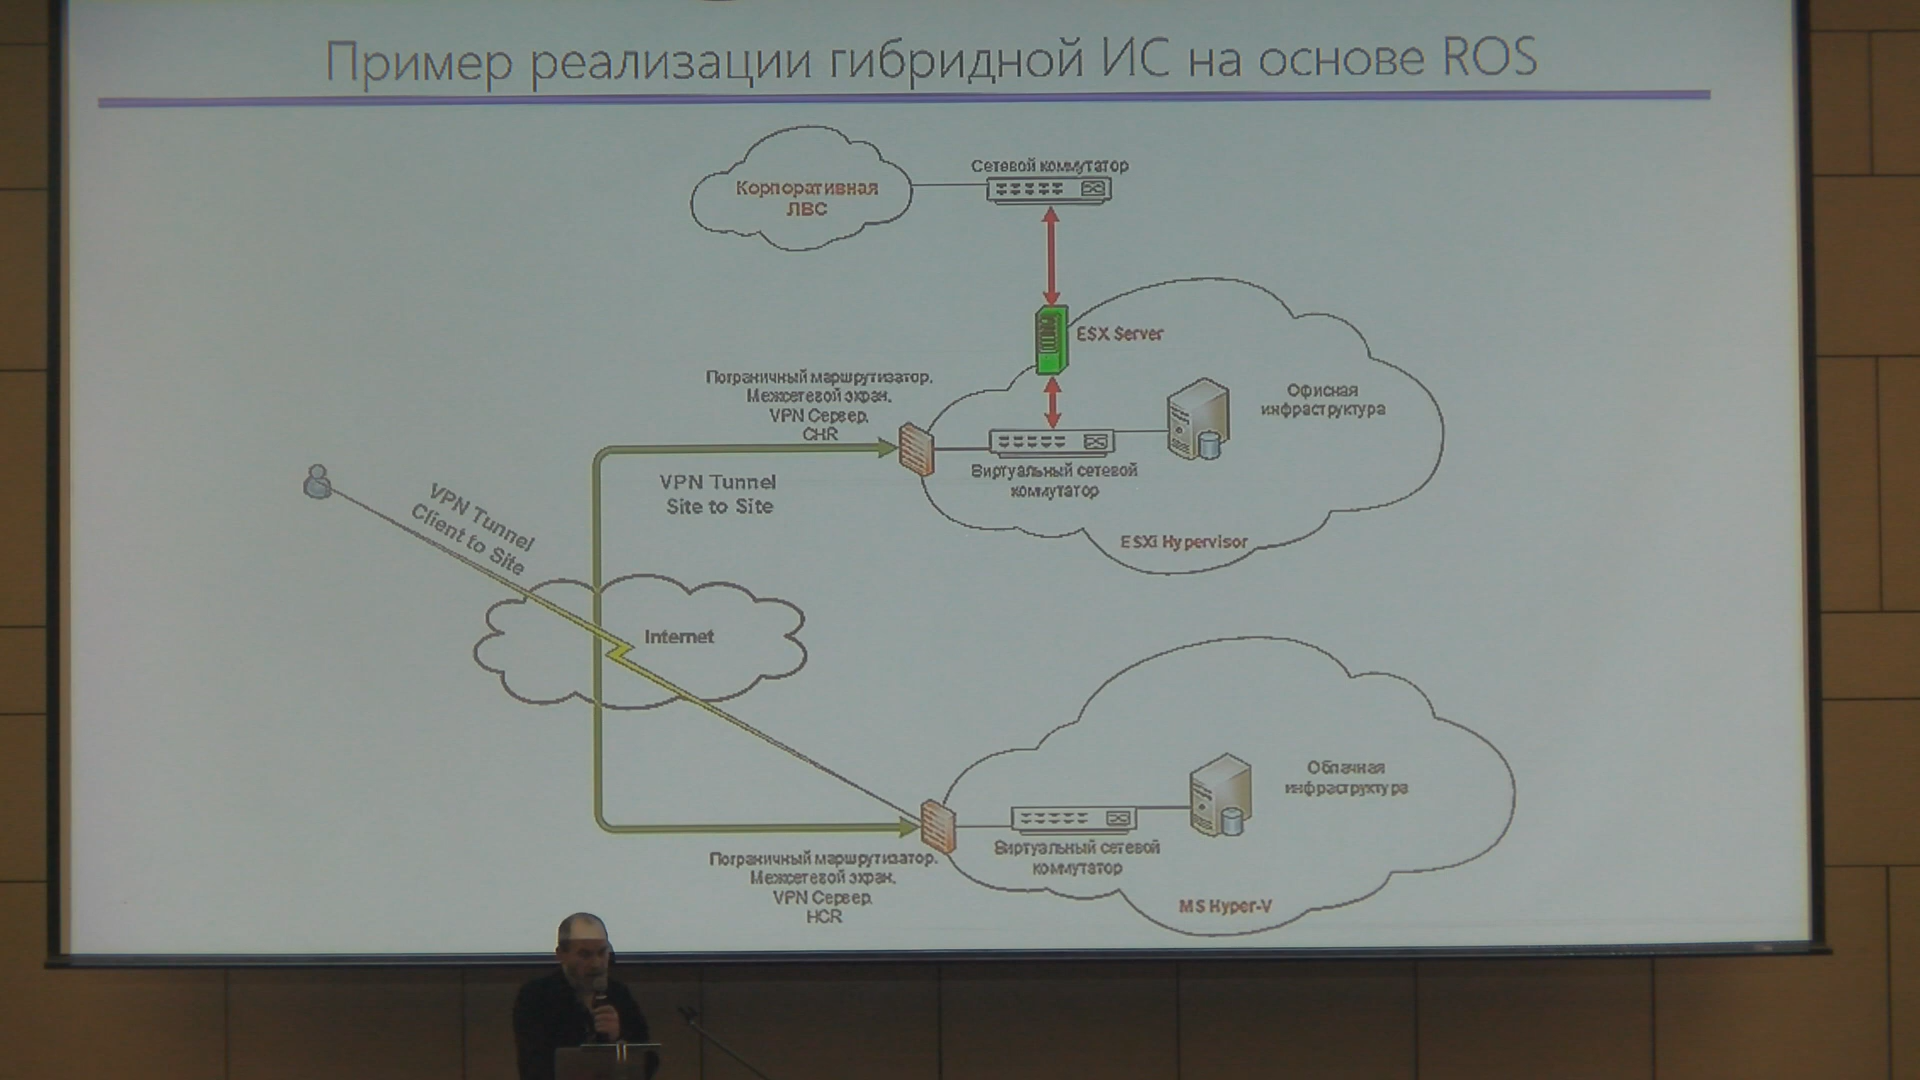 Пример реализации гибридной ИС на основе ROS
Корпоративная
ЛВС
Сетевой коммутатор
ESX Server
Пограничный маршрутизатор.
Межсетевой экран.
VPN Сервер.
CHR
Офисная
инфраструктура
Виртуальный сетевой
коммутатор
ESXi Hypervisor
VPN Tunnel
Site to Site
VPN Tunnel
Client to Site
Internet
Облачная
инфраструктура
Виртуальный сетевой
коммутатор
MS Hyper-V
Пограничный маршрутизатор.
Межсетевой экран.
VPN Сервер.
HCR